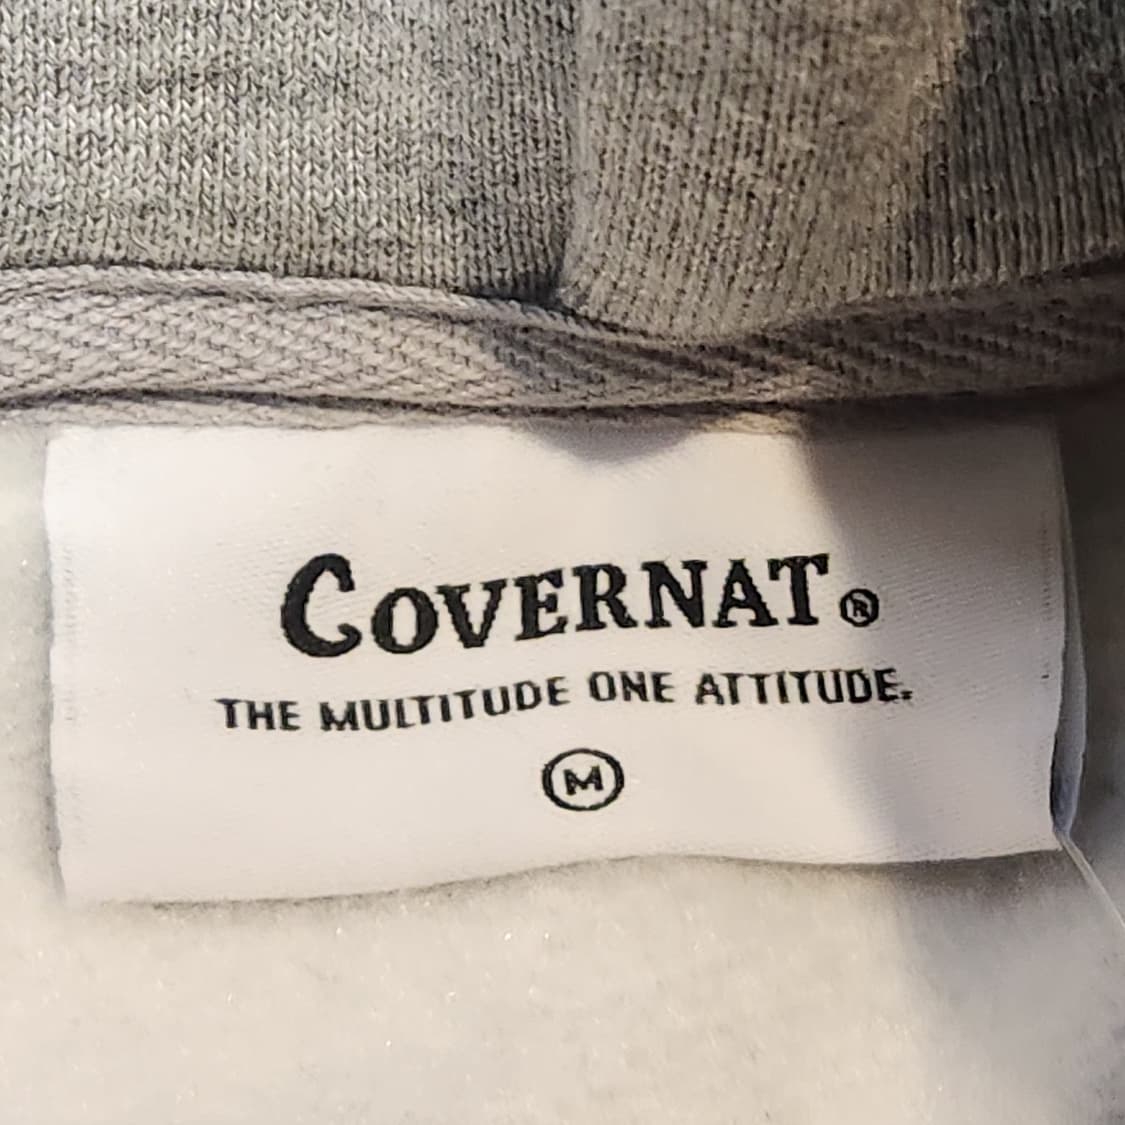 COVERNAT®
THE MULTITUDE ONE ATTITUDE.
M